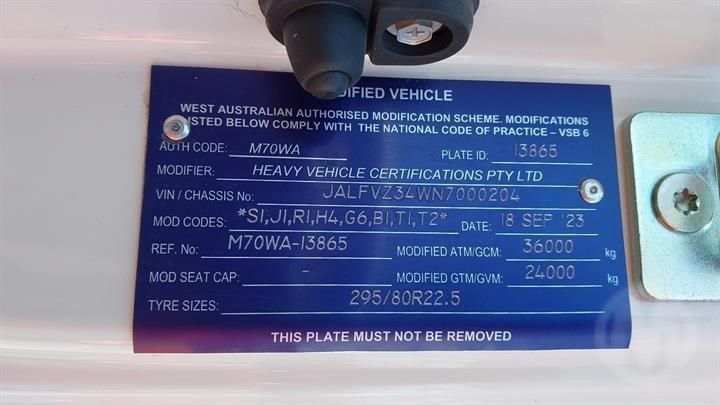 DIFIED VEHICLE
WEST AUSTRALIAN AUTHORISED MODIFICATION SCHEME. MODIFICATIONS
LISTED BELOW COMPLY WITH THE NATIONAL CODE OF PRACTICE – VSB 6
AUTH CODE: M70WA PLATE ID: 13865
MODIFIER: HEAVY VEHICLE CERTIFICATIONS PTY LTD
VIN / CHASSIS No: JALFVZ34WN7000204
MOD CODES: *S1,J1,R1,H4,G6,B1,T1,T2* DATE: 18 SEP '23
REF. No: M70WA-13865 MODIFIED ATM/GCM: 36000 kg
MOD SEAT CAP: - MODIFIED GTM/GVM: 24000 kg
TYRE SIZES: 295/80R22.5
THIS PLATE MUST NOT BE REMOVED